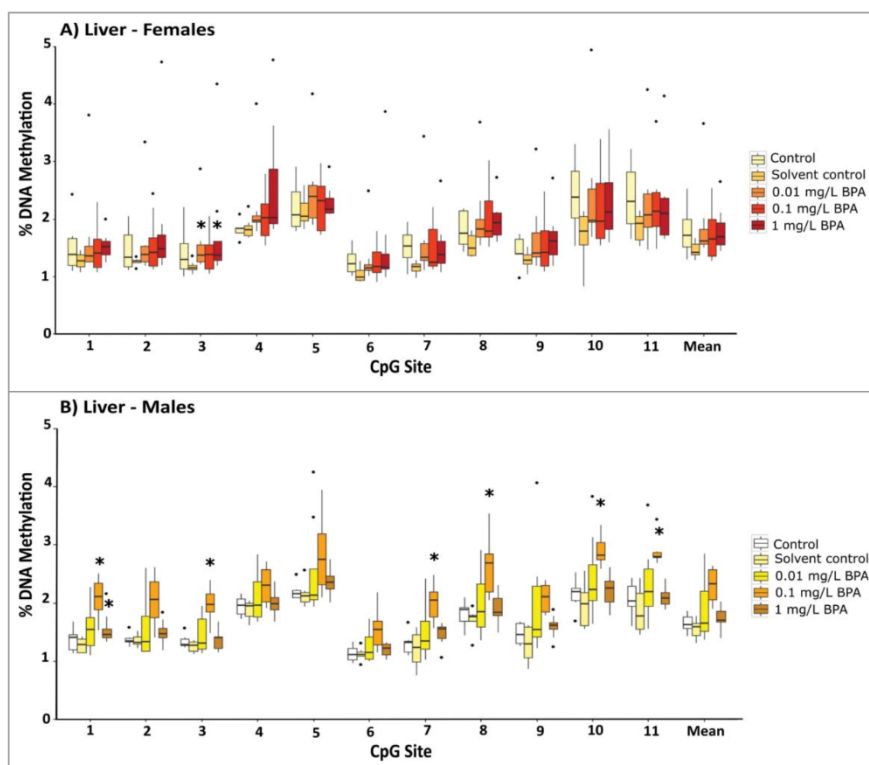 A) Liver - Females
5
4
3
2
1
0
% DNA Methylation
* *
1 2 3 4 5 6 7 8 9 10 11 Mean
CpG Site
Control
Solvent control
0.01 mg/L BPA
0.1 mg/L BPA
1 mg/L BPA
B) Liver - Males
5
4
3
2
1
0
% DNA Methylation
* * * * * * *
1 2 3 4 5 6 7 8 9 10 11 Mean
CpG Site
Control
Solvent control
0.01 mg/L BPA
0.1 mg/L BPA
1 mg/L BPA